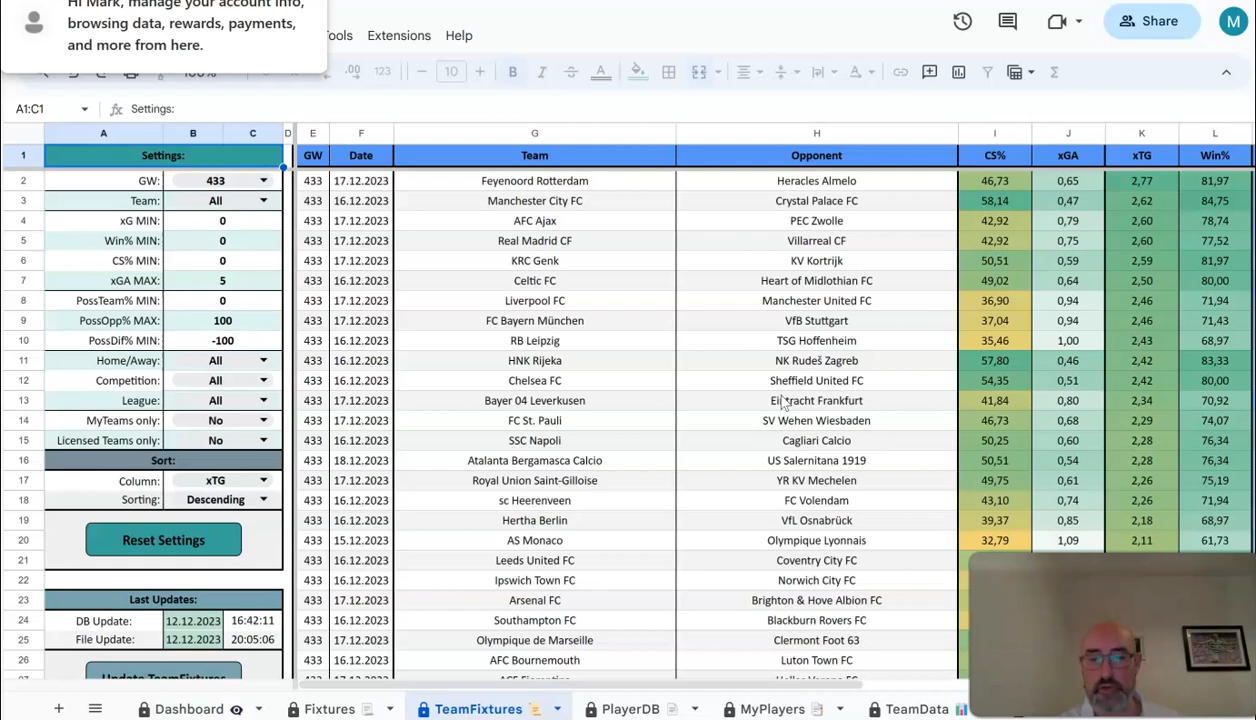 Hi Mark, manage your account info,
browsing data, rewards, payments,
and more from here.
Tools Extensions Help
Share M
100% .00 123 10 B I A
A1:C1 fx Settings:
A B C D E F G H I J K L
1 Settings: GW Date Team Opponent CS% xGA xTG Win%
2 GW: 433 433 17.12.2023 Feyenoord Rotterdam Heracles Almelo 46,73 0,65 2,77 81,97
3 Team: All 433 16.12.2023 Manchester City FC Crystal Palace FC 58,14 0,47 2,62 84,75
4 xG MIN: 0 433 17.12.2023 AFC Ajax PEC Zwolle 42,92 0,79 2,60 78,74
5 Win% MIN: 0 433 17.12.2023 Real Madrid CF Villarreal CF 42,92 0,75 2,60 77,52
6 CS% MIN: 0 433 17.12.2023 KRC Genk KV Kortrijk 50,51 0,59 2,59 81,97
7 xGA MAX: 5 433 16.12.2023 Celtic FC Heart of Midlothian FC 49,02 0,64 2,50 80,00
8 PossTeam% MIN: 0 433 17.12.2023 Liverpool FC Manchester United FC 36,90 0,94 2,46 71,94
9 PossOpp% MAX: 100 433 17.12.2023 FC Bayern München VfB Stuttgart 37,04 0,94 2,46 71,43
10 PossDif% MIN: -100 433 16.12.2023 RB Leipzig TSG Hoffenheim 35,46 1,00 2,43 68,97
11 Home/Away: All 433 16.12.2023 HNK Rijeka NK Rudeš Zagreb 57,80 0,46 2,42 83,33
12 Competition: All 433 16.12.2023 Chelsea FC Sheffield United FC 54,35 0,51 2,42 80,00
13 League: All 433 17.12.2023 Bayer 04 Leverkusen Eintracht Frankfurt 41,84 0,80 2,34 70,92
14 MyTeams only: No 433 17.12.2023 FC St. Pauli SV Wehen Wiesbaden 46,73 0,68 2,29 74,07
15 Licensed Teams only: No 433 16.12.2023 SSC Napoli Cagliari Calcio 50,25 0,60 2,28 76,34
16 Sort: 433 18.12.2023 Atalanta Bergamasca Calcio US Salernitana 1919 50,51 0,54 2,28 76,34
17 Column: xTG 433 17.12.2023 Royal Union Saint-Gilloise YR KV Mechelen 49,75 0,61 2,26 75,19
18 Sorting: Descending 433 16.12.2023 sc Heerenveen FC Volendam 43,10 0,74 2,26 71,94
19 433 16.12.2023 Hertha Berlin VfL Osnabrück 39,37 0,85 2,18 68,97
20 Reset Settings 433 15.12.2023 AS Monaco Olympique Lyonnais 32,79 1,09 2,11 61,73
21 433 16.12.2023 Leeds United FC Coventry City FC
22 433 16.12.2023 Ipswich Town FC Norwich City FC
23 Last Updates: 433 17.12.2023 Arsenal FC Brighton & Hove Albion FC
24 DB Update: 12.12.2023 16:42:11 433 16.12.2023 Southampton FC Blackburn Rovers FC
25 File Update: 12.12.2023 20:05:06 433 17.12.2023 Olympique de Marseille Clermont Foot 63
26 433 16.12.2023 AFC Bournemouth Luton Town FC
Update TeamFixtures
Dashboard Fixtures TeamFixtures PlayerDB MyPlayers TeamData